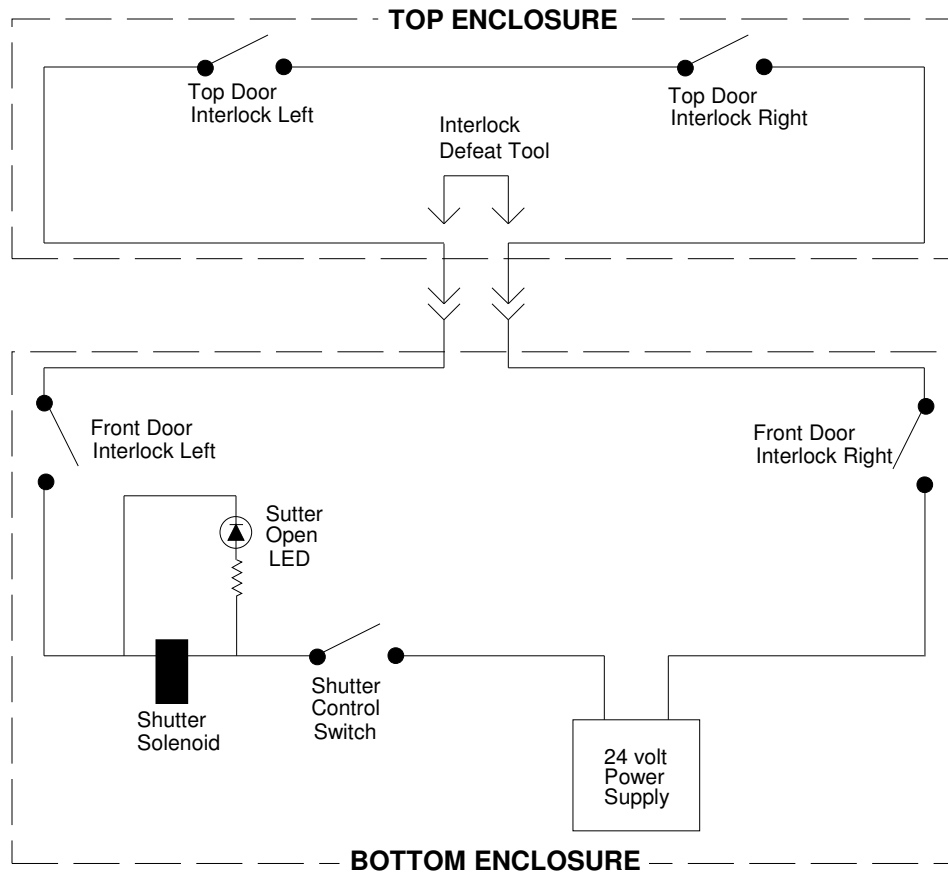 TOP ENCLOSURE
Top Door
Interlock Left
Top Door
Interlock Right
Interlock
Defeat Tool
Front Door
Interlock Left
Front Door
Interlock Right
Sutter
Open
LED
Shutter
Solenoid
Shutter
Control
Switch
24 volt
Power
Supply
BOTTOM ENCLOSURE